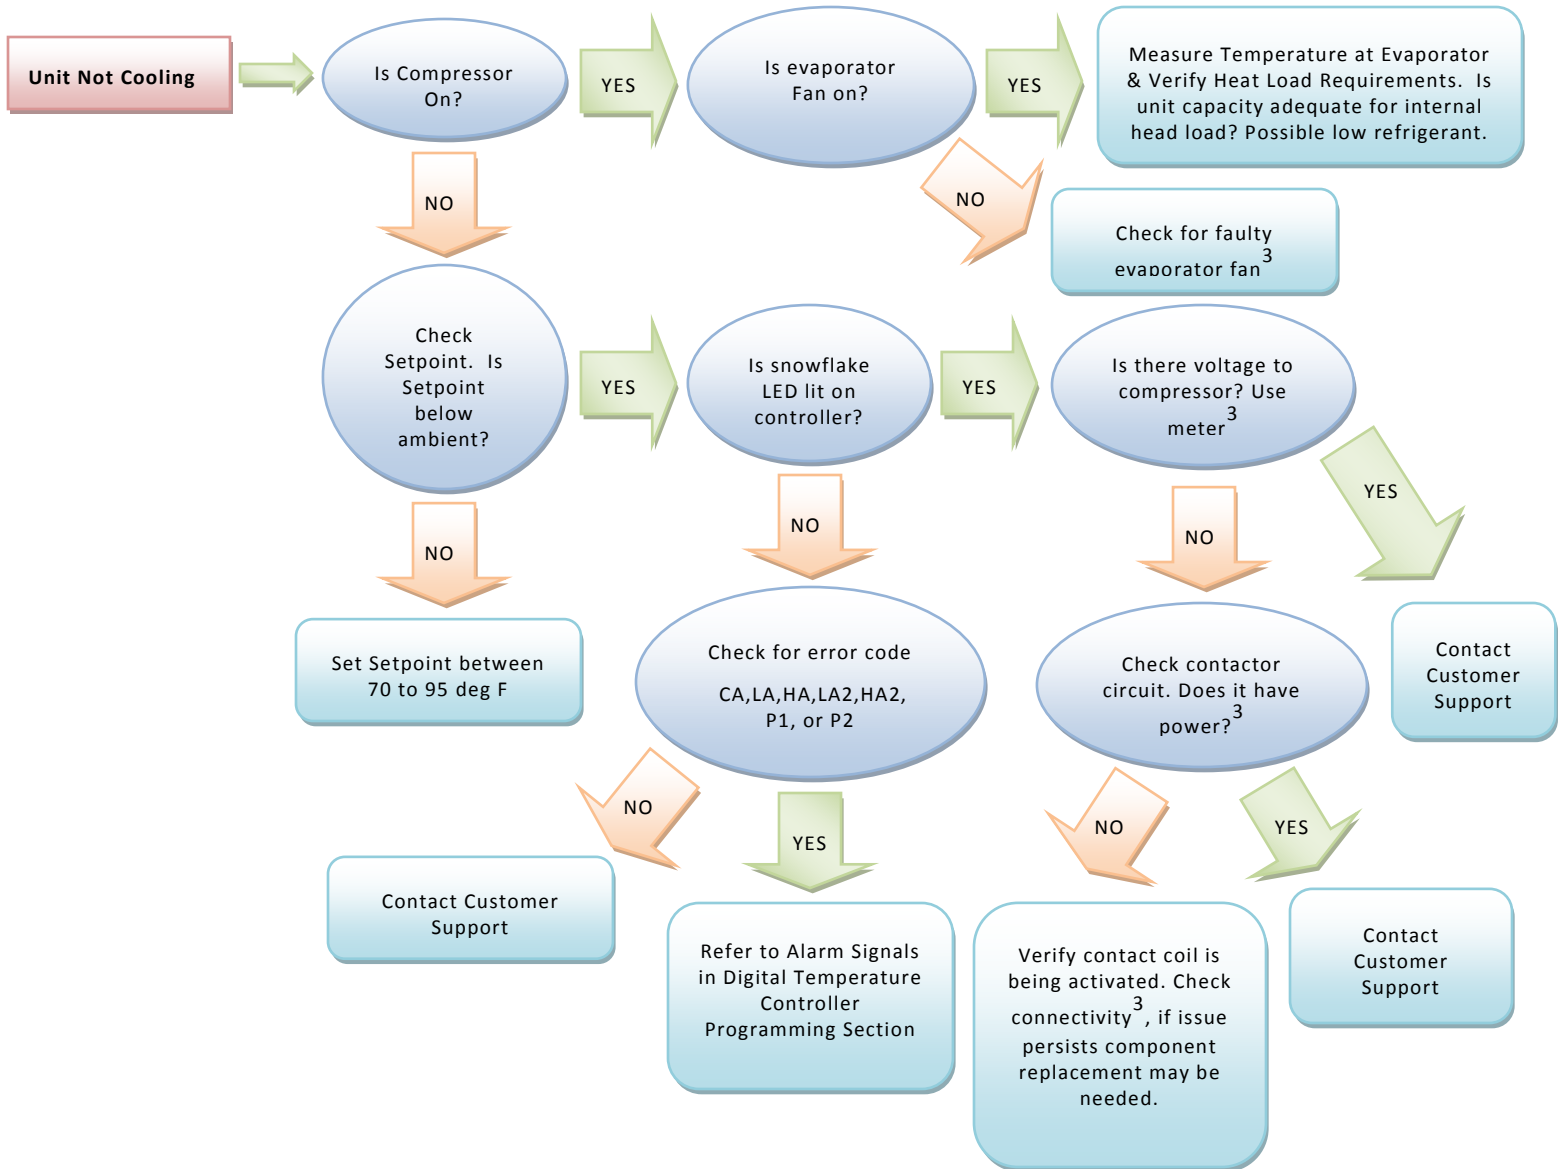 Unit Not Cooling
Is Compressor
On?
YES
Is evaporator
Fan on?
YES
Measure Temperature at Evaporator
& Verify Heat Load Requirements.  Is
unit capacity adequate for internal
head load? Possible low refrigerant.
NO
NO
Check for faulty
evaporator fan3
Check
Setpoint.  Is
Setpoint
below
ambient?
YES
Is snowflake
LED lit on
controller?
YES
Is there voltage to
compressor? Use
meter3
YES
NO
NO
NO
Set Setpoint between
70 to 95 deg F
Check for error code
CA,LA,HA,LA2,HA2,
P1, or P2
Check contactor
circuit. Does it have
power?3
Contact
Customer
Support
NO
YES
NO
YES
Contact Customer
Support
Refer to Alarm Signals
in Digital Temperature
Controller
Programming Section
Verify contact coil is
being activated. Check
connectivity3, if issue
persists component
replacement may be
needed.
Contact
Customer
Support